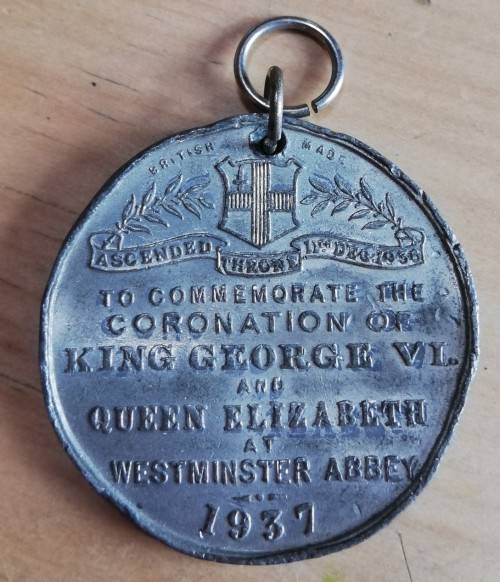 BRITISH MADE
ASCENDED THRONE 11TH DEC. 1936
TO COMMEMORATE THE
CORONATION OF
KING GEORGE VI.
AND
QUEEN ELIZABETH
AT
WESTMINSTER ABBEY
1937